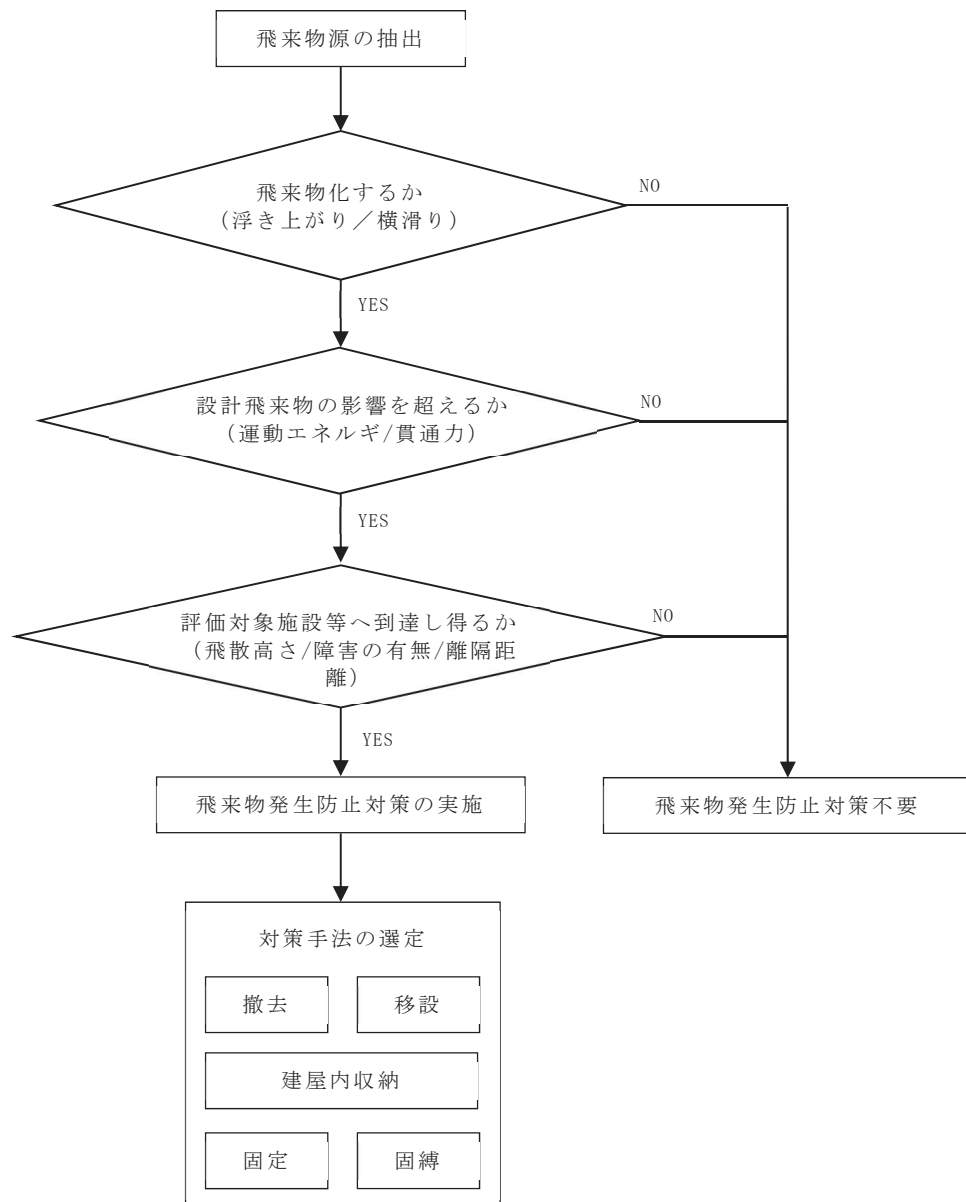 飛来物源の抽出
飛来物化するか
（浮き上がり／横滑り）
NO
YES
設計飛来物の影響を超えるか
（運動エネルギ/貫通力）
NO
YES
評価対象施設等へ到達し得るか
（飛散高さ/障害の有無/離隔距
離）
NO
YES
飛来物発生防止対策の実施
飛来物発生防止対策不要
対策手法の選定
撤去
移設
建屋内収納
固定
固縛